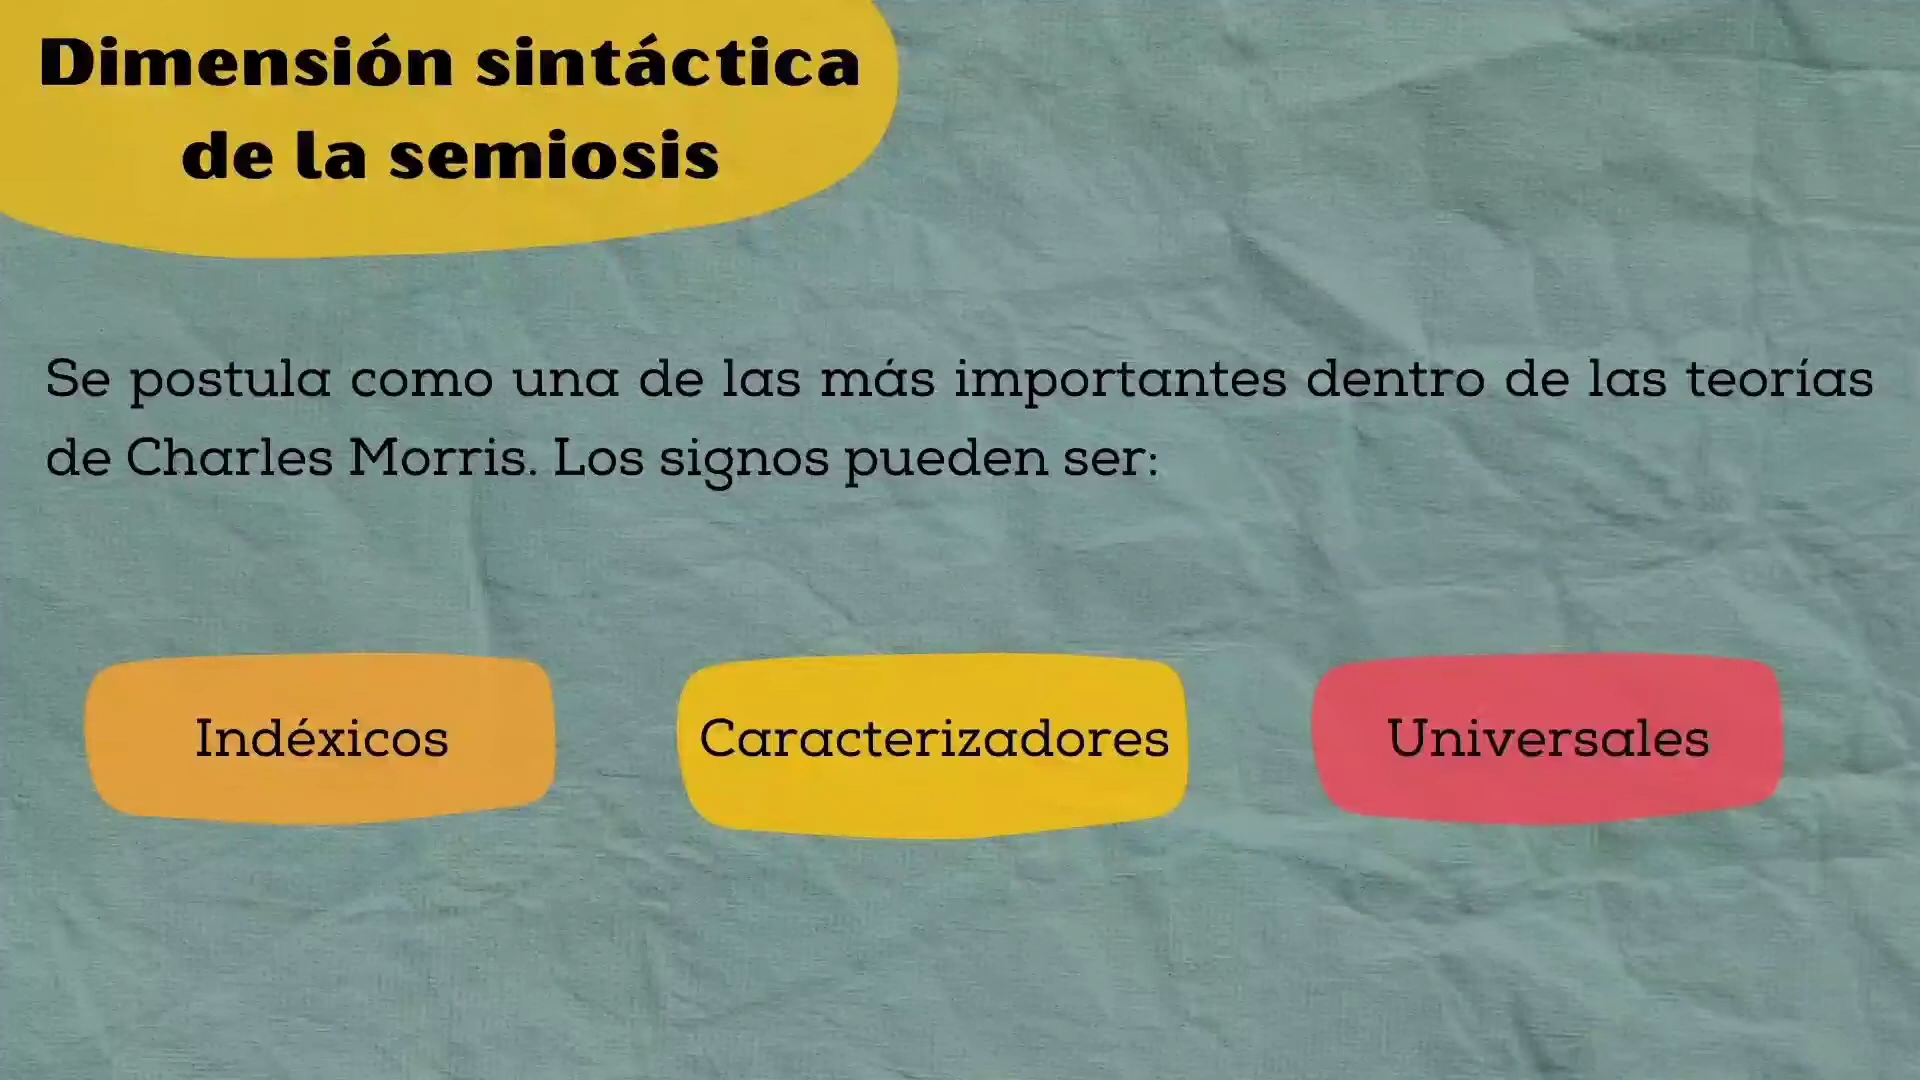 Dimensión sintáctica
de la semiosis
Se postula como una de las más importantes dentro de las teorías
de Charles Morris. Los signos pueden ser:
Indéxicos
Caracterizadores
Universales